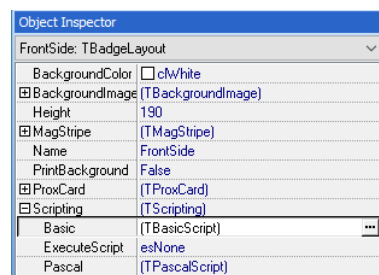 Object Inspector
FrontSide: TBadgeLayout
BackgroundColor clWhite
BackgroundImage (TBackgroundImage)
Height 190
MagStripe (TMagStripe)
Name FrontSide
PrintBackground False
ProxCard (TProxCard)
Scripting (TScripting)
Basic (TBasicScript) ...
ExecuteScript esNone
Pascal (TPascalScript)